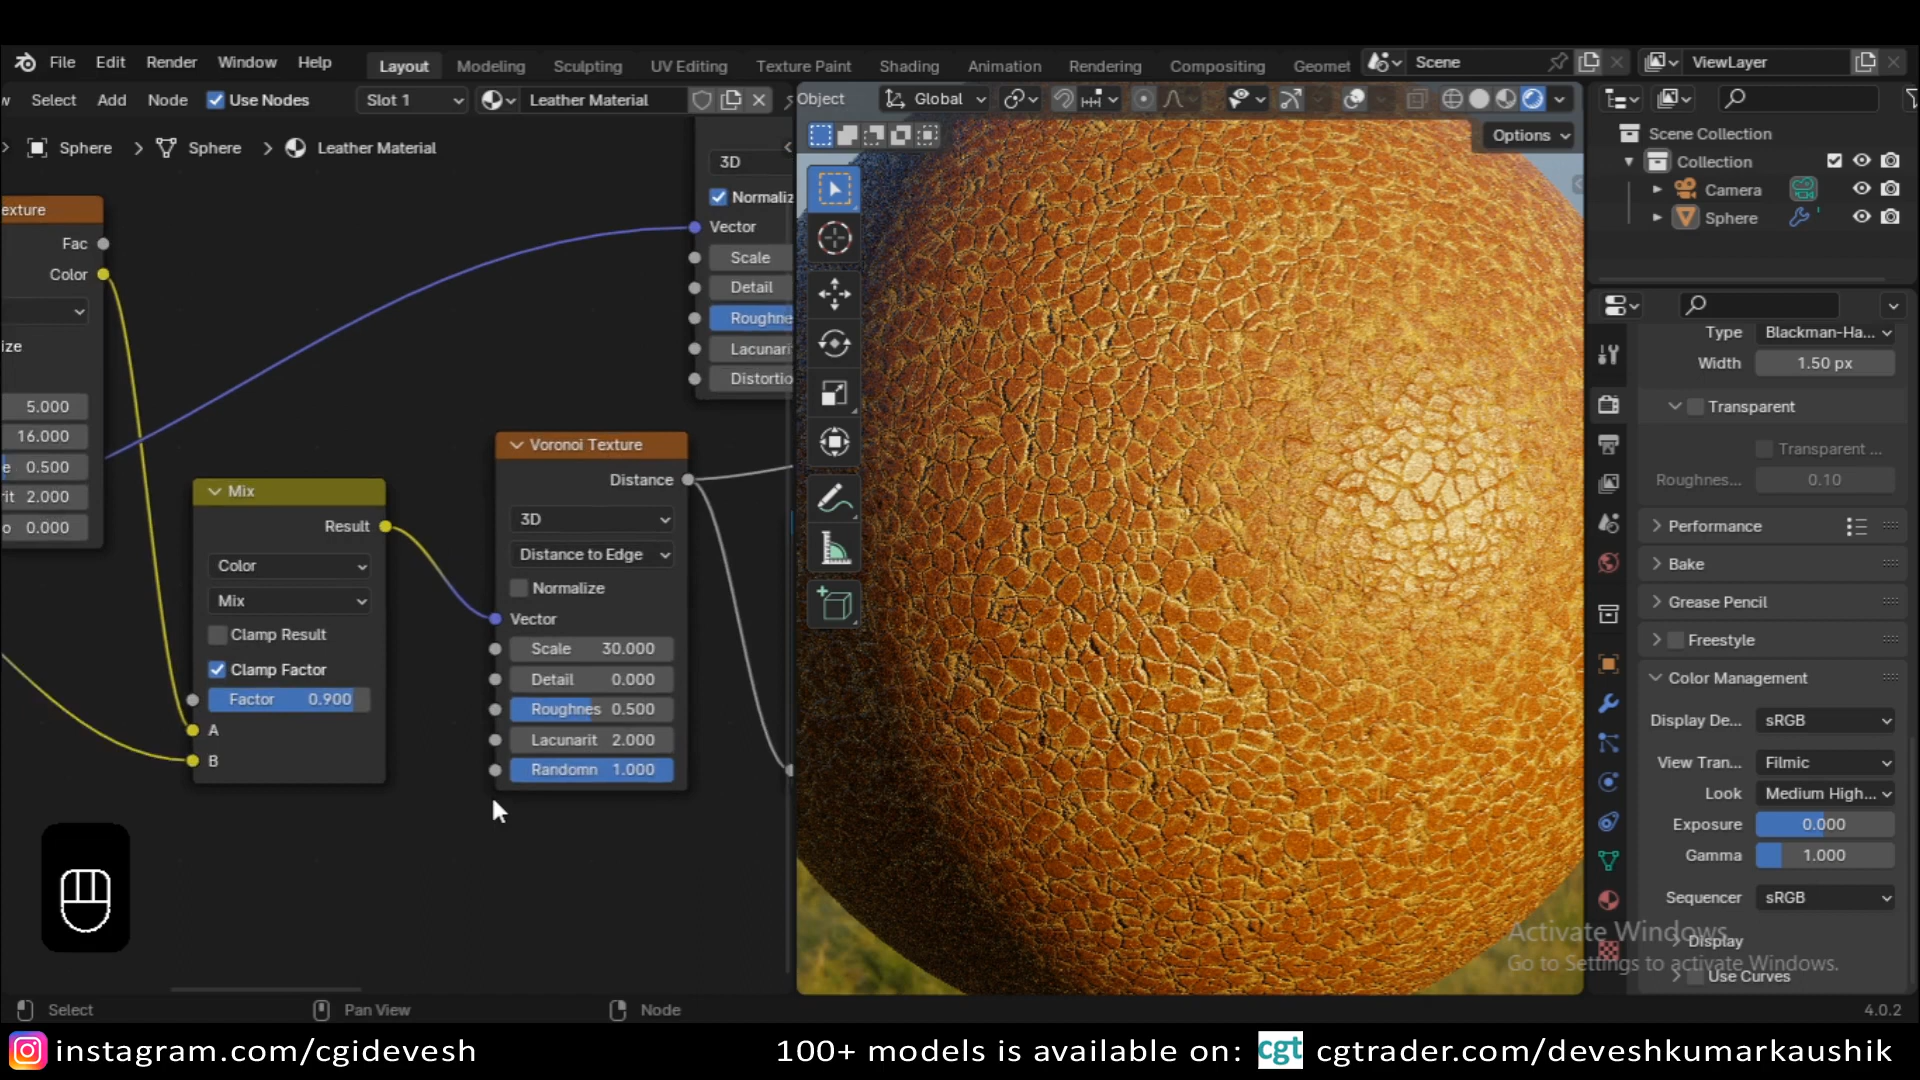 File Edit Render Window Help Layout Modeling Sculpting UV Editing Texture Paint Shading Animation Rendering Compositing Geomet Scene ViewLayer
Select Add Node Use Nodes Slot 1 Leather Material
Object Global
Options
Sphere > Sphere > Leather Material
exture
Fac
Color
ize
5.000
16.000
e 0.500
rit 2.000
o 0.000
3D
Normaliz
Vector
Scale
Detail
Roughne
Lacunari
Distortio
Mix
Result
Color
Mix
Clamp Result
Clamp Factor
Factor 0.900
A
B
Voronoi Texture
Distance
3D
Distance to Edge
Normalize
Vector
Scale 30.000
Detail 0.000
Roughnes 0.500
Lacunarit 2.000
Randomn 1.000
Scene Collection
Collection
Camera
Sphere
Type Blackman-Ha...
Width 1.50 px
Transparent
Transparent ...
Roughnes... 0.10
Performance
Bake
Grease Pencil
Freestyle
Color Management
Display De... sRGB
View Tran... Filmic
Look Medium High...
Exposure 0.000
Gamma 1.000
Sequencer sRGB
Display
Use Curves
Activate Windows
Go to Settings to activate Windows.
Select Pan View Node 4.0.2
instagram.com/cgidevesh 100+ models is available on: cgt cgtrader.com/deveshkumarkaushik